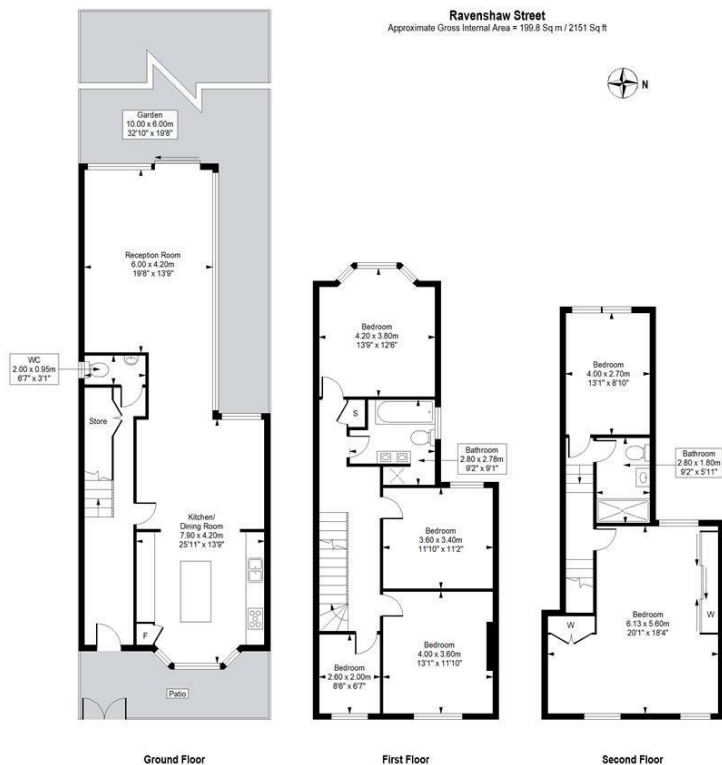 Ravenshaw Street
Approximate Gross Internal Area = 199.8 Sq m / 2151 Sq ft
N
Garden
10.00 x 6.00m
32'10" x 19'8"
Reception Room
6.00 x 4.20m
19'8" x 13'9"
WC
2.00 x 0.95m
6'7" x 3'1"
Store
Kitchen/
Dining Room
7.90 x 4.20m
25'11" x 13'9"
F
Patio
Ground Floor
Bedroom
4.20 x 3.80m
13'9" x 12'6"
S
Bathroom
2.80 x 2.78m
9'2" x 9'1"
Bedroom
3.60 x 3.40m
11'10" x 11'2"
Bedroom
4.00 x 3.60m
13'1" x 11'10"
Bedroom
2.60 x 2.00m
8'6" x 6'7"
First Floor
Bedroom
4.00 x 2.70m
13'1" x 8'10"
Bathroom
2.80 x 1.80m
9'2" x 5'11"
Bedroom
6.13 x 5.60m
20'1" x 18'4"
W
W
Second Floor